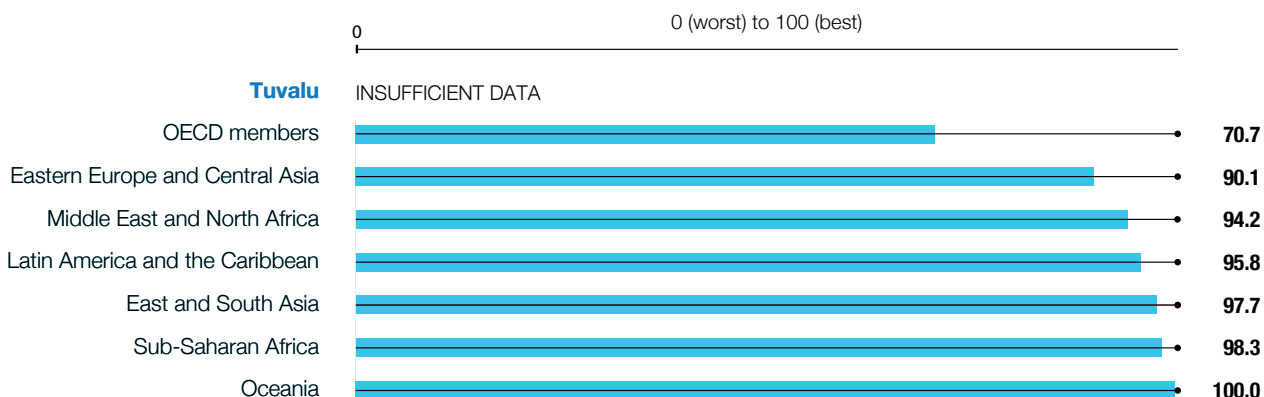 0 (worst) to 100 (best)
0
Tuvalu INSUFFICIENT DATA
OECD members 70.7
Eastern Europe and Central Asia 90.1
Middle East and North Africa 94.2
Latin America and the Caribbean 95.8
East and South Asia 97.7
Sub-Saharan Africa 98.3
Oceania 100.0